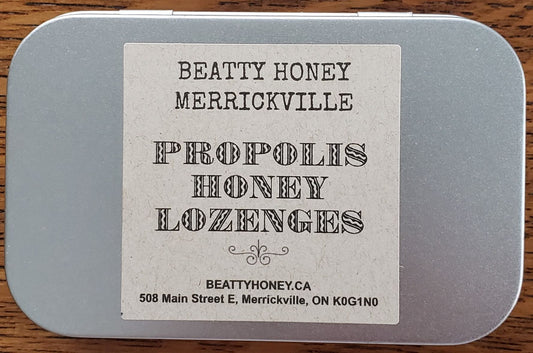 BEATTY HONEY
MERRICKVILLE
PROPOLIS
HONEY
LOZENGES
BEATTYHONEY.CA
508 Main Street E, Merrickville, ON K0G1N0